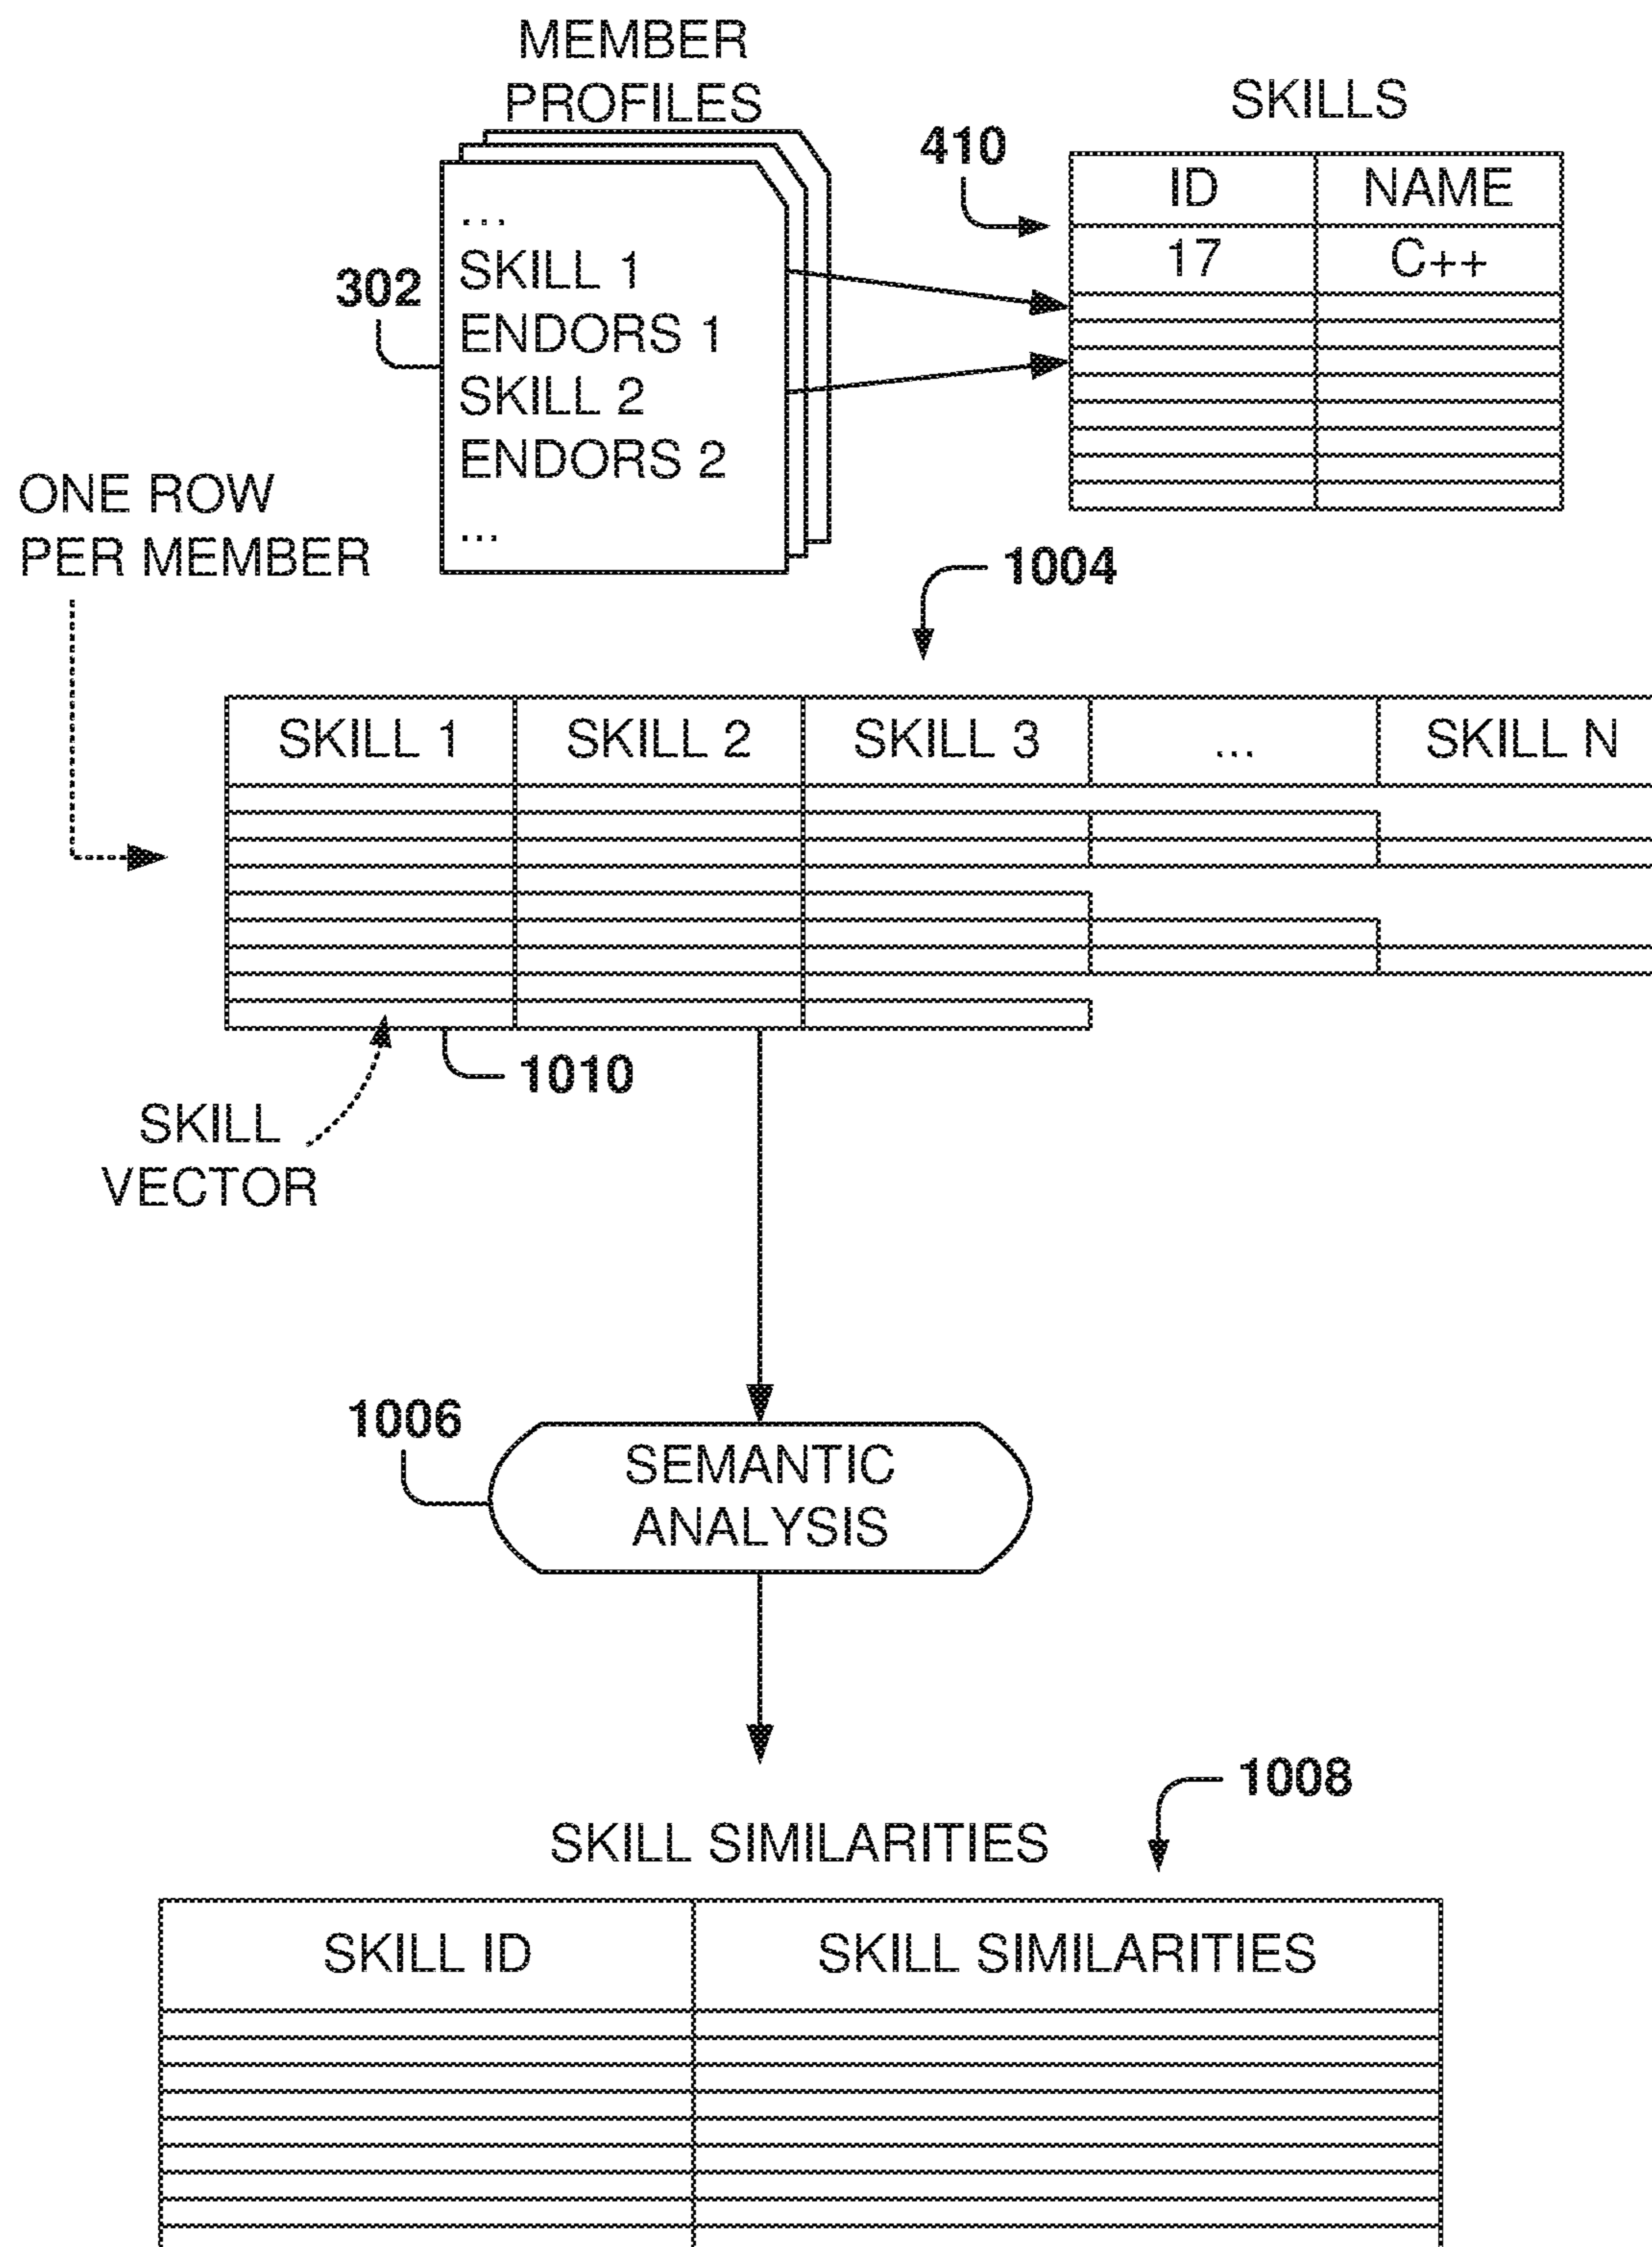 MEMBER
PROFILES
SKILLS
410
ID NAME
17 C++
...
SKILL 1
ENDORS 1
SKILL 2
ENDORS 2
...
302
ONE ROW
PER MEMBER
1004
SKILL 1 SKILL 2 SKILL 3 ... SKILL N
1010
SKILL
VECTOR
1006
SEMANTIC
ANALYSIS
1008
SKILL SIMILARITIES
SKILL ID SKILL SIMILARITIES